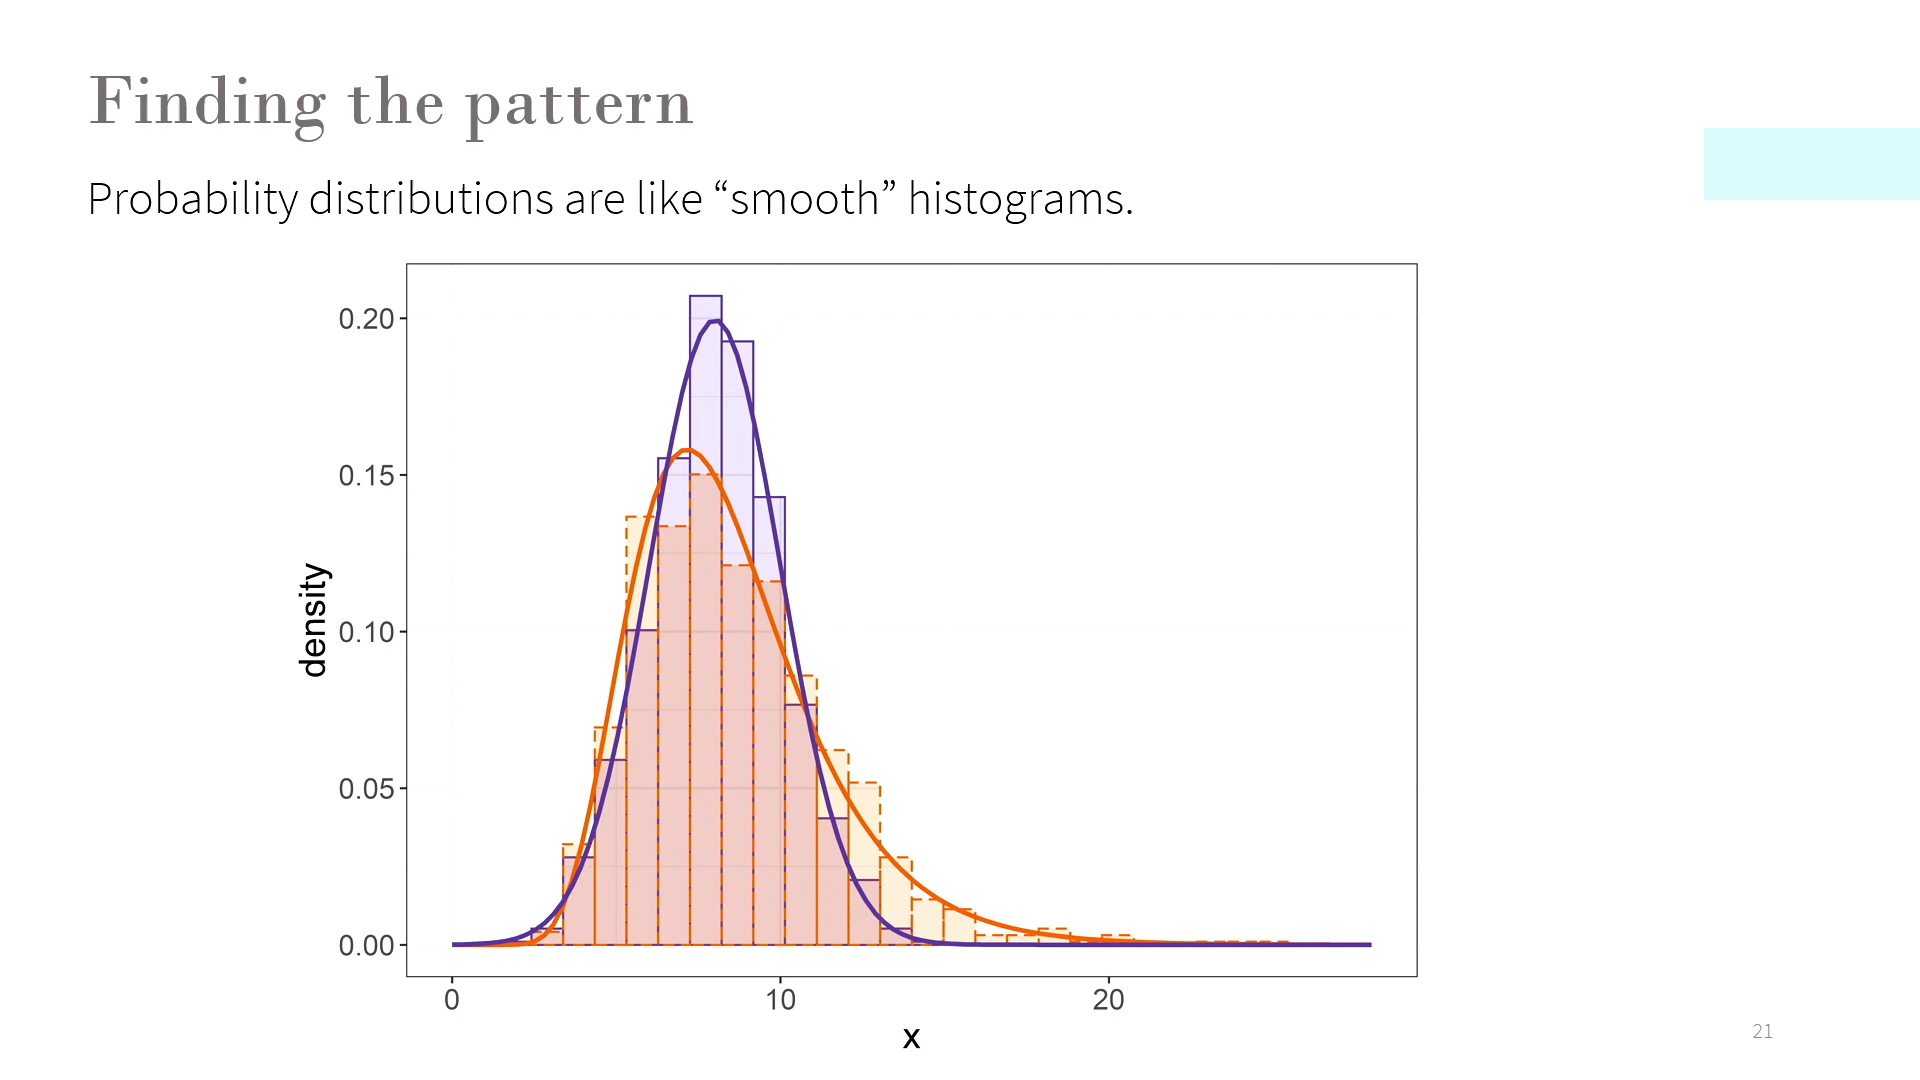 Finding the pattern
Probability distributions are like “smooth” histograms.
0.20
0.15
0.10
0.05
0.00
density
0 10 20
x
21